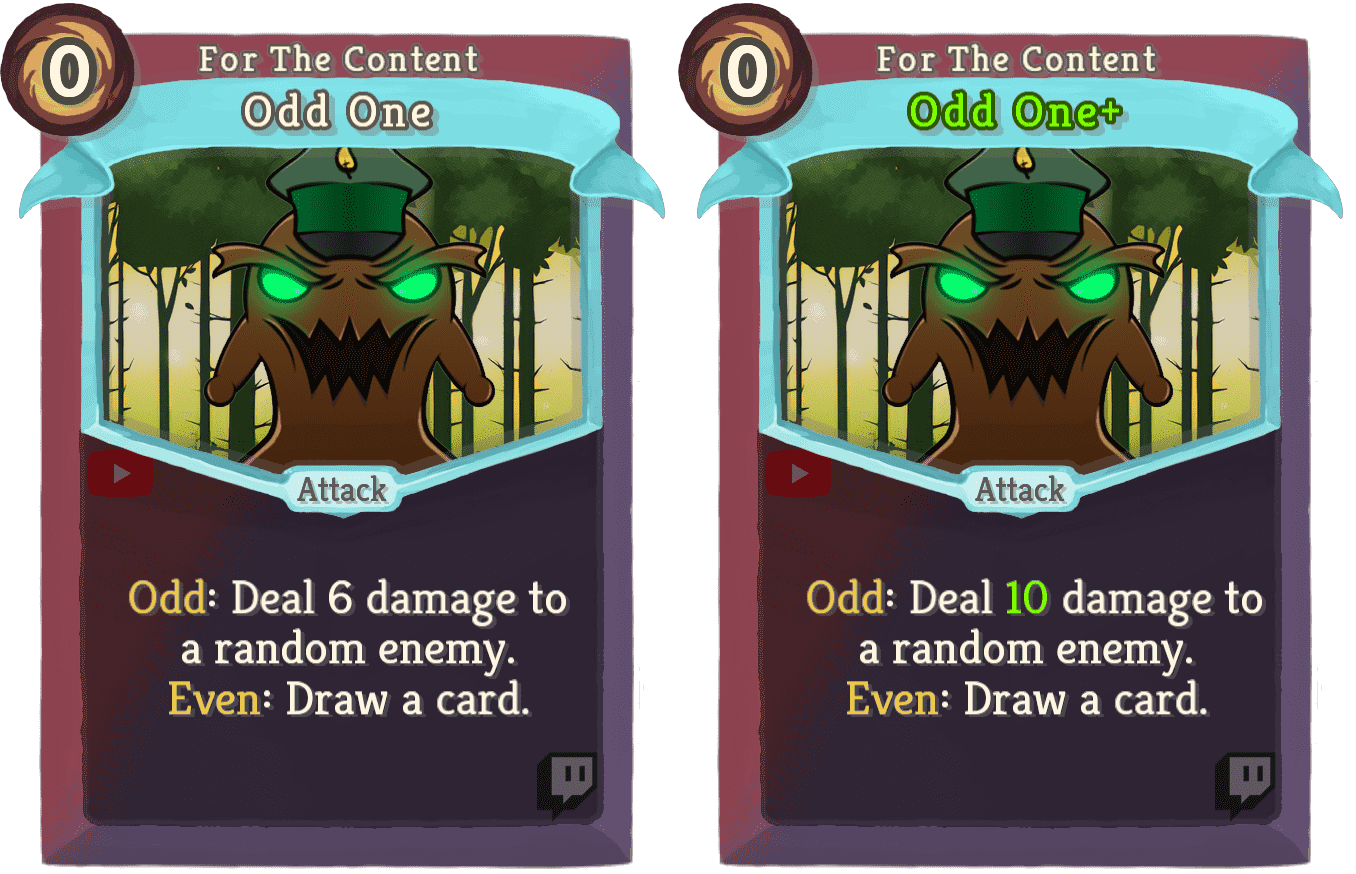 0
For The Content
Odd One
Attack
Odd: Deal 6 damage to
a random enemy.
Even: Draw a card.
0
For The Content
Odd One+
Attack
Odd: Deal 10 damage to
a random enemy.
Even: Draw a card.